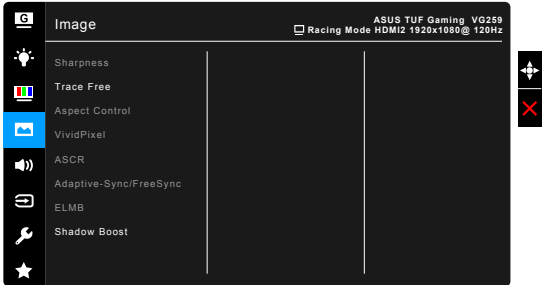 G
Image
ASUS TUF Gaming VG259
Racing Mode HDMI2 1920x1080@ 120Hz
Sharpness
Trace Free
Aspect Control
VividPixel
ASCR
Adaptive-Sync/FreeSync
ELMB
Shadow Boost